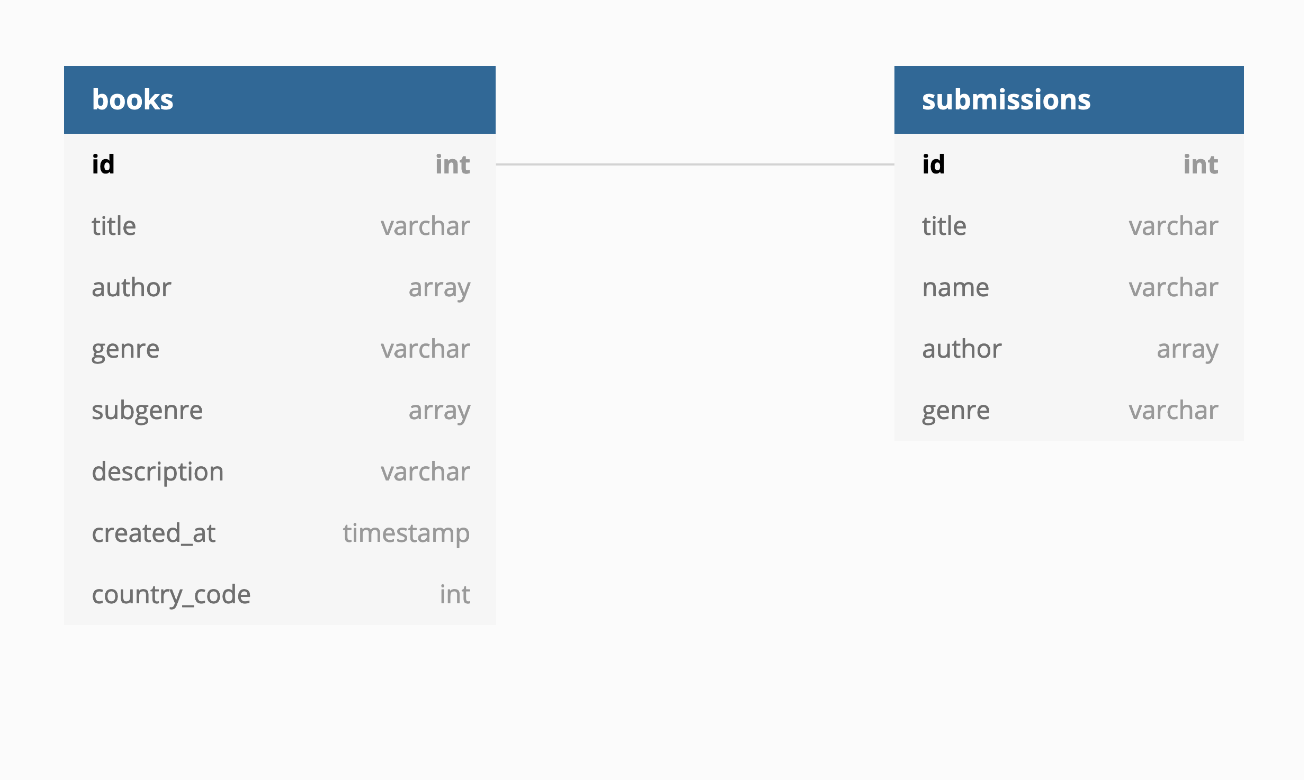 books
id int
title varchar
author array
genre varchar
subgenre array
description varchar
created_at timestamp
country_code int
submissions
id int
title varchar
name varchar
author array
genre varchar